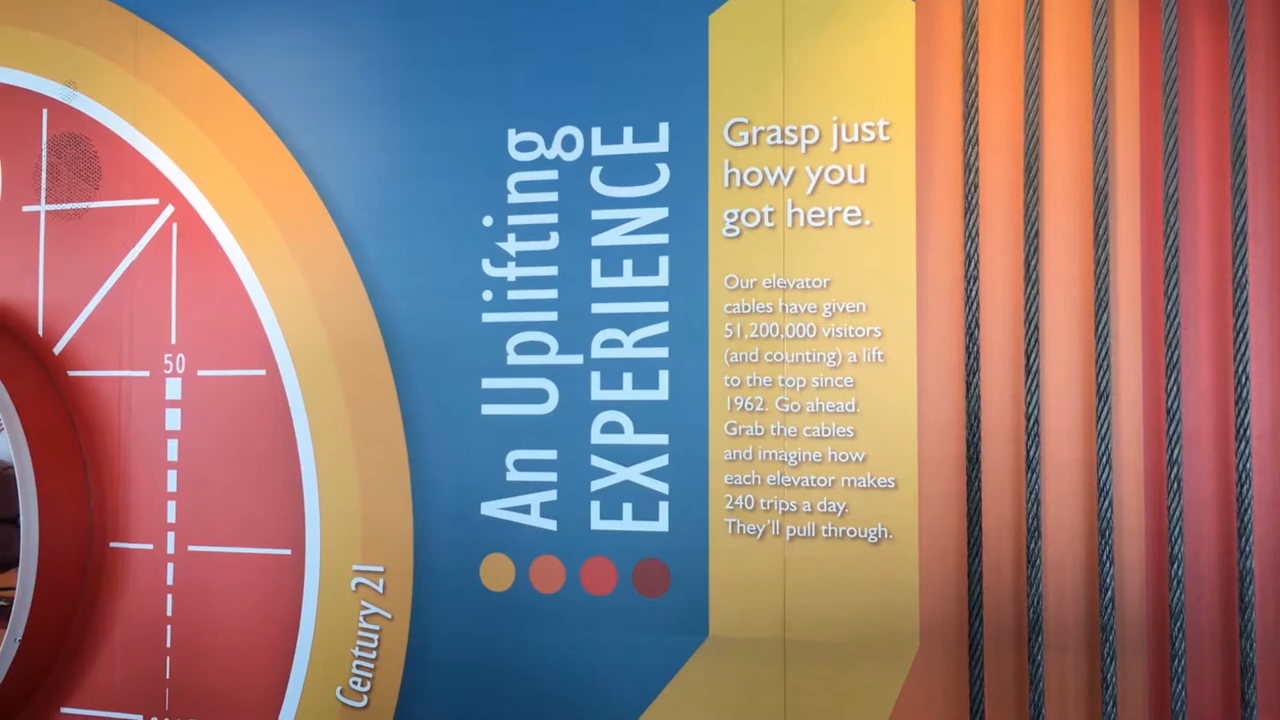 50
Century 21
An Uplifting
EXPERIENCE
Grasp just
how you
got here.
Our elevator
cables have given
51,200,000 visitors
(and counting) a lift
to the top since
1962. Go ahead.
Grab the cables
and imagine how
each elevator makes
240 trips a day.
They'll pull through.